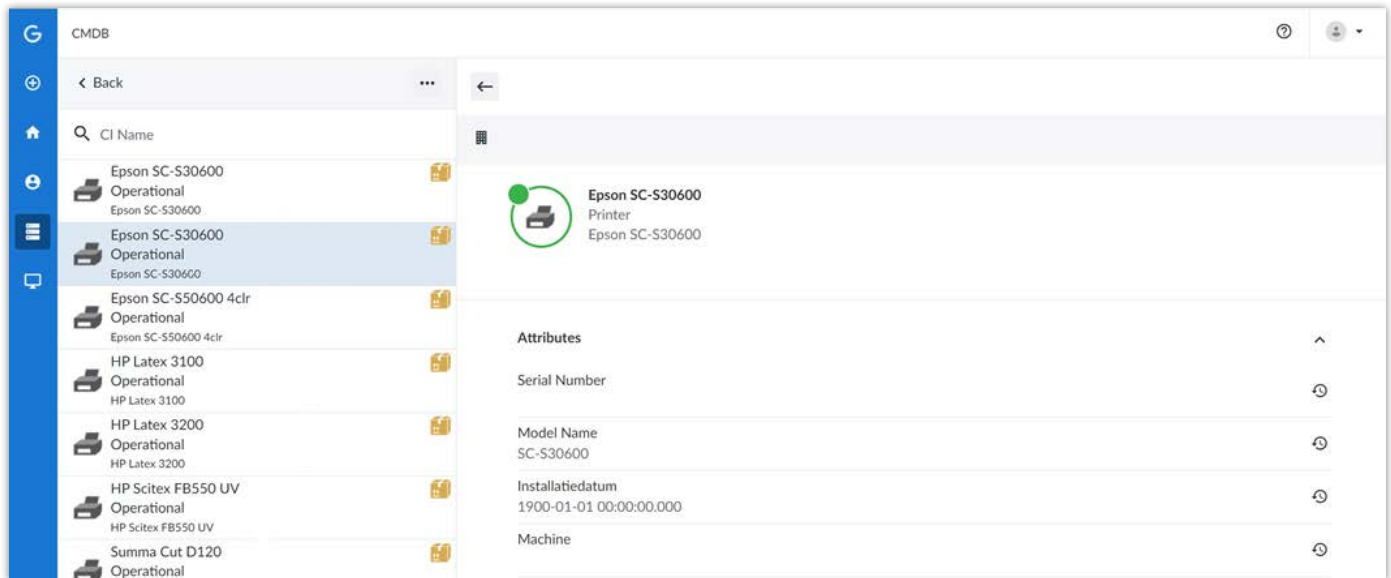 G
CMDB
Back
CI Name
Epson SC-S30600
Operational
Epson SC-S30600
Epson SC-S30600
Operational
Epson SC-S30600
Epson SC-S50600 4clr
Operational
Epson SC-S50600 4clr
HP Latex 3100
Operational
HP Latex 3100
HP Latex 3200
Operational
HP Latex 3200
HP Scitex FB550 UV
Operational
HP Scitex FB550 UV
Summa Cut D120
Operational
Epson SC-S30600
Printer
Epson SC-S30600
Attributes
Serial Number
Model Name
SC-S30600
Installatiedatum
1900-01-01 00:00:00.000
Machine